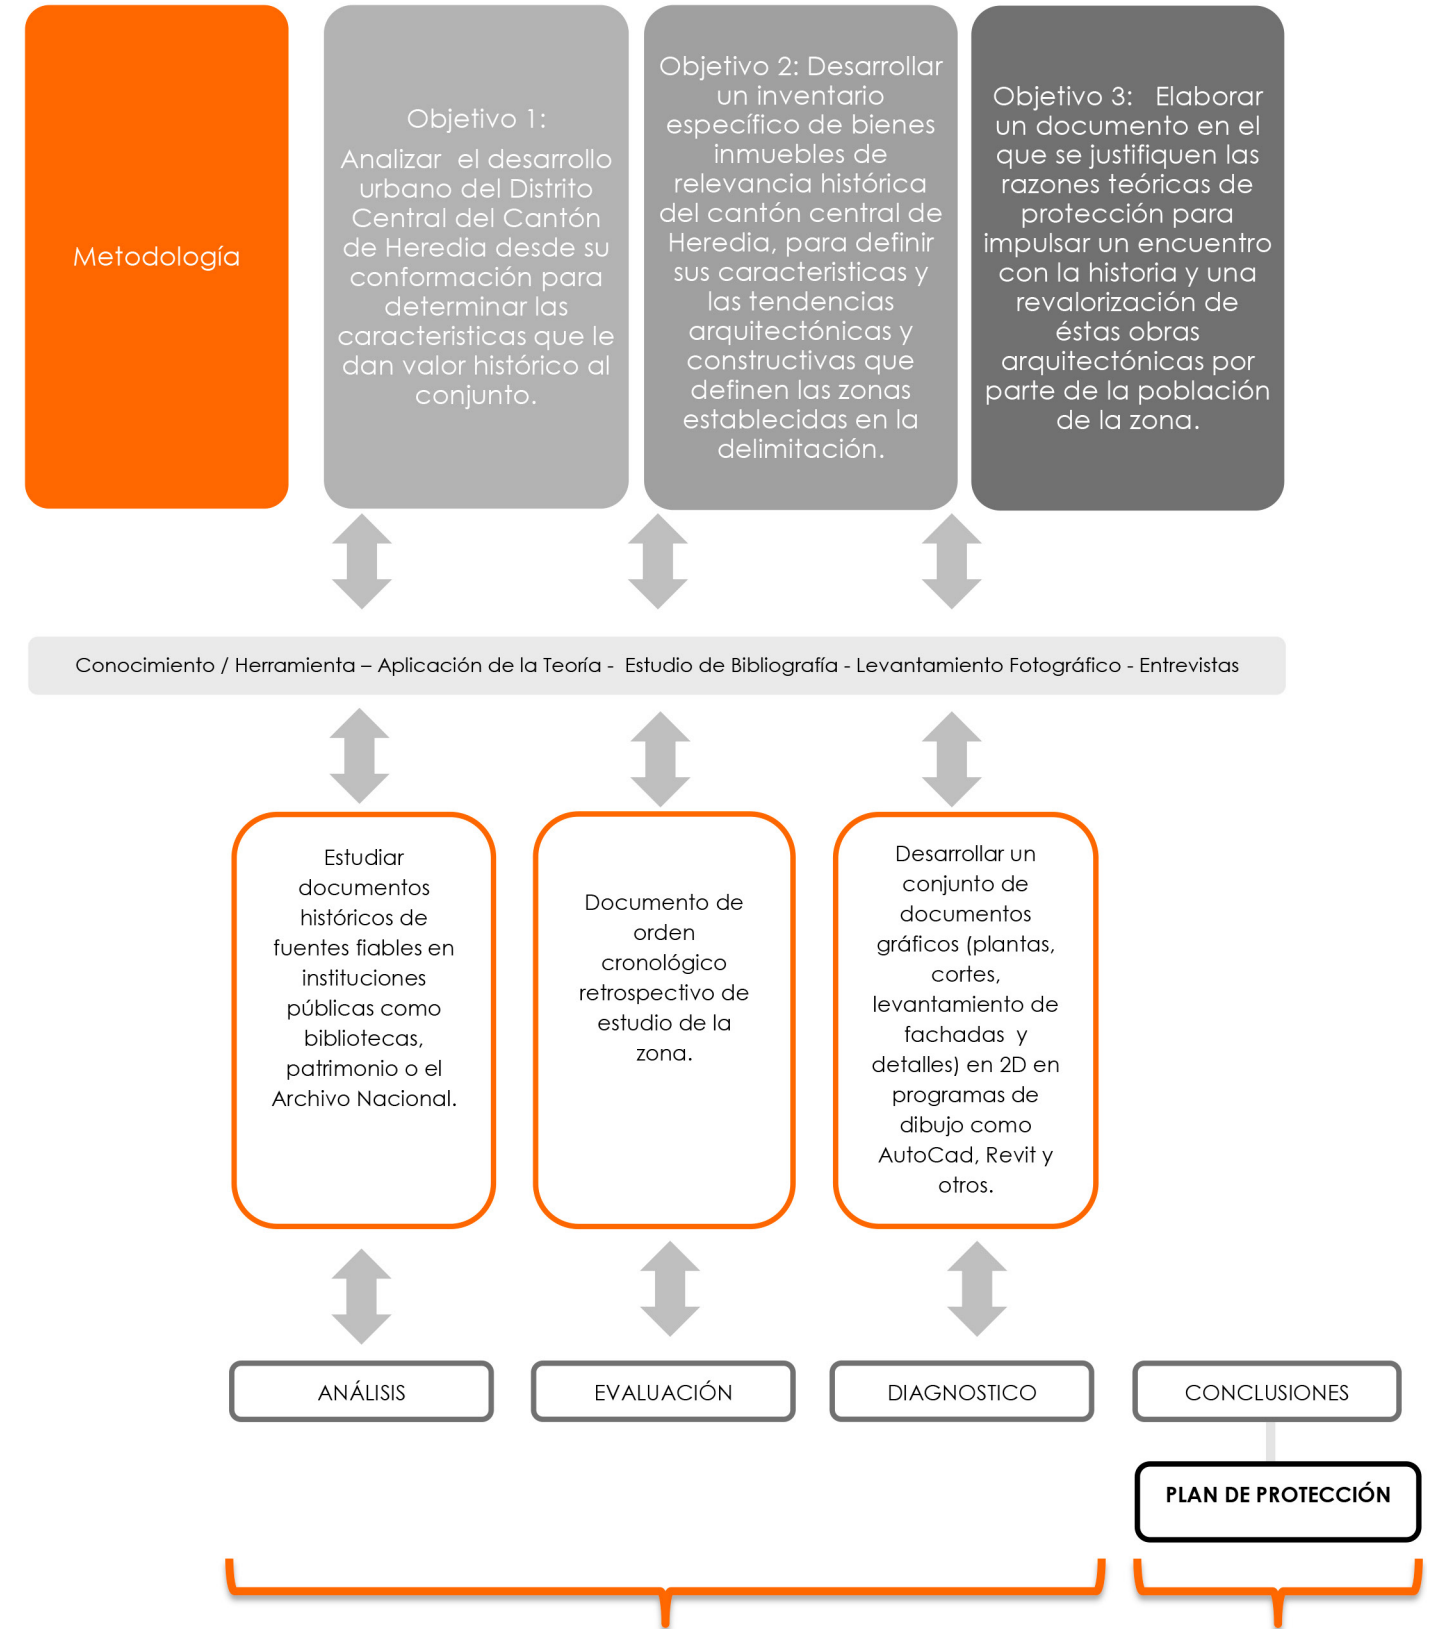 Metodología
Objetivo 1:
Analizar el desarrollo
urbano del Distrito
Central del Cantón
de Heredia desde su
conformación para
determinar las
caracteristicas que le
dan valor histórico al
conjunto.
Objetivo 2: Desarrollar
un inventario
específico de bienes
inmuebles de
relevancia histórica
del cantón central de
Heredia, para definir
sus caracteristicas y
las tendencias
arquitectónicas y
constructivas que
definen las zonas
establecidas en la
delimitación.
Objetivo 3: Elaborar
un documento en el
que se justifiquen las
razones teóricas de
protección para
impulsar un encuentro
con la historia y una
revalorización de
éstas obras
arquitectónicas por
parte de la población
de la zona.
Conocimiento / Herramienta – Aplicación de la Teoría - Estudio de Bibliografía - Levantamiento Fotográfico - Entrevistas
Estudiar
documentos
históricos de
fuentes fiables en
instituciones
públicas como
bibliotecas,
patrimonio o el
Archivo Nacional.
Documento de
orden
cronológico
retrospectivo de
estudio de la
zona.
Desarrollar un
conjunto de
documentos
gráficos (plantas,
cortes,
levantamiento de
fachadas y
detalles) en 2D en
programas de
dibujo como
AutoCad, Revit y
otros.
ANÁLISIS
EVALUACIÓN
DIAGNOSTICO
CONCLUSIONES
PLAN DE PROTECCIÓN